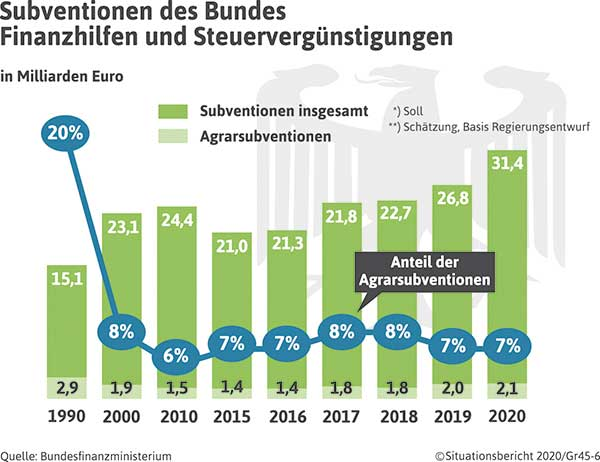 Subventionen des Bundes
Finanzhilfen und Steuervergünstigungen
in Milliarden Euro
Subventionen insgesamt
Agrarsubventionen
*) Soll
**) Schätzung, Basis Regierungsentwurf
20%
31,4
26,8
24,4
23,1
22,7
21,8
21,3
21,0
15,1
Anteil der
Agrarsubventionen
8% 6% 7% 7% 8% 8% 7% 7%
2,9 1,9 1,5 1,4 1,4 1,8 1,8 2,0 2,1
1990 2000 2010 2015 2016 2017 2018 2019 2020
Quelle: Bundesfinanzministerium
©Situationsbericht 2020/Gr45-6